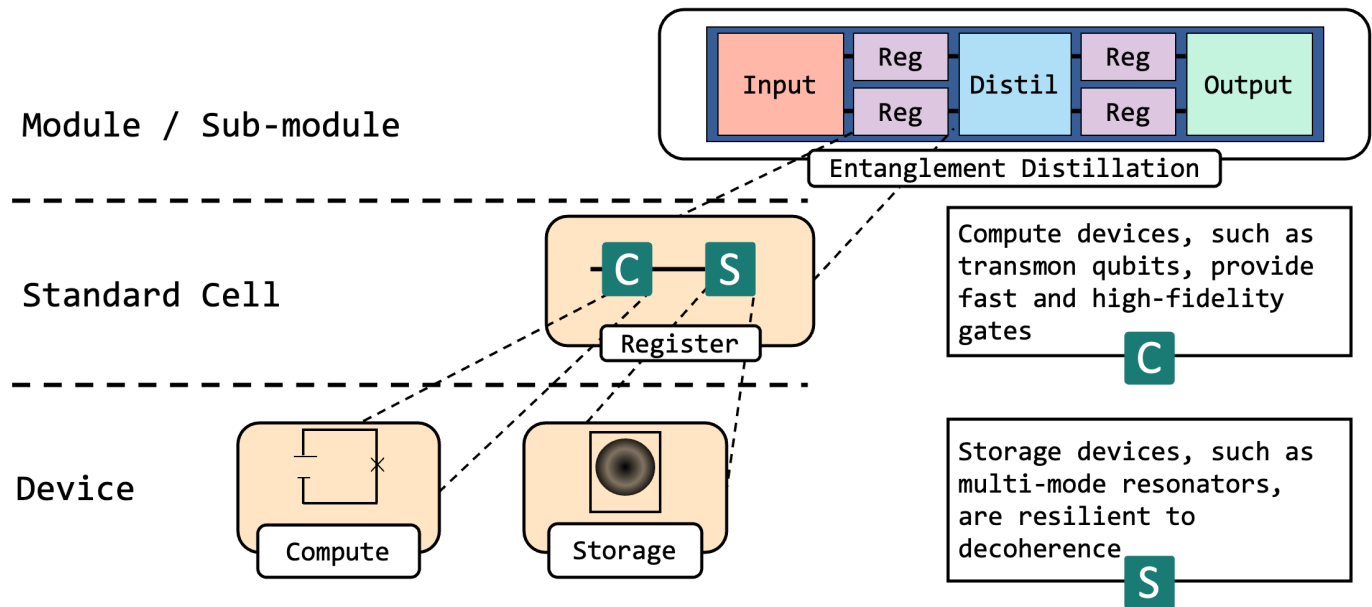 Input
Reg
Reg
Distil
Reg
Reg
Output
Module / Sub-module
Entanglement Distillation
Standard Cell
C
S
Register
Compute devices, such as
transmon qubits, provide
fast and high-fidelity
gates
C
Device
Compute
Storage
Storage devices, such as
multi-mode resonators,
are resilient to
decoherence
S